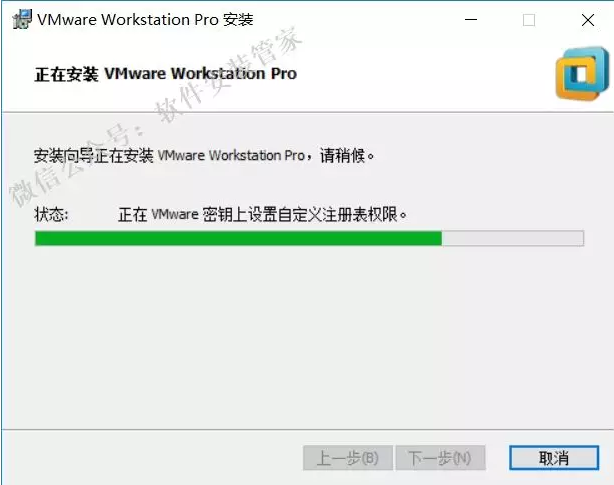 VMware Workstation Pro 安装
正在安装 VMware Workstation Pro
微信公众号：软件安装管家
安装向导正在安装 VMware Workstation Pro，请稍候。
状态: 正在 VMware 密钥上设置自定义注册表权限。
上一步(B) 下一步(N) 取消